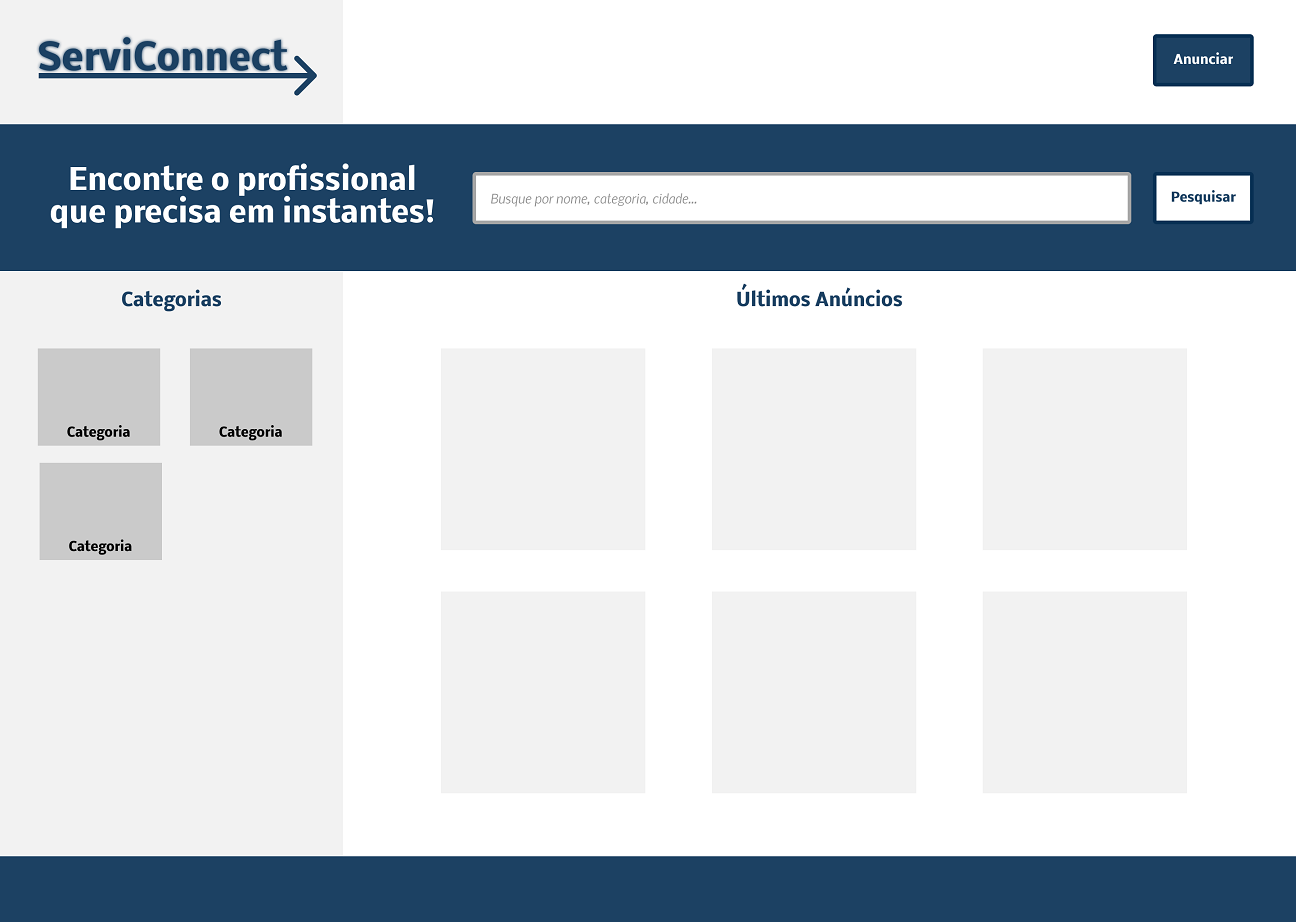 ServiConnect
Anunciar
Encontre o profissional
que precisa em instantes!
Busque por nome, categoria, cidade...
Pesquisar
Categorias
Últimos Anúncios
Categoria
Categoria
Categoria